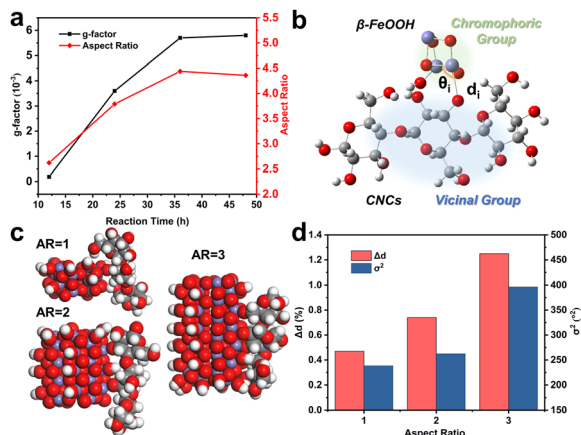 a
g-factor
Aspect Ratio
g-factor (10⁻³)
6
5
4
3
2
1
0
5.5
5.0
4.5
4.0
3.5
3.0
2.5
2.0
Aspect Ratio
10 15 20 25 30 35 40 45 50
Reaction Time (h)
b
β-FeOOH
Chromophoric
Group
θi
di
CNCs
Vicinal Group
c
AR=1
AR=2
AR=3
d
Δd
σ²
Δd (%)
1.4
1.2
1.0
0.8
0.6
0.4
0.2
0.0
500
450
400
350
300
250
200
150
σ² (°²)
1 2 3
Aspect Ratio